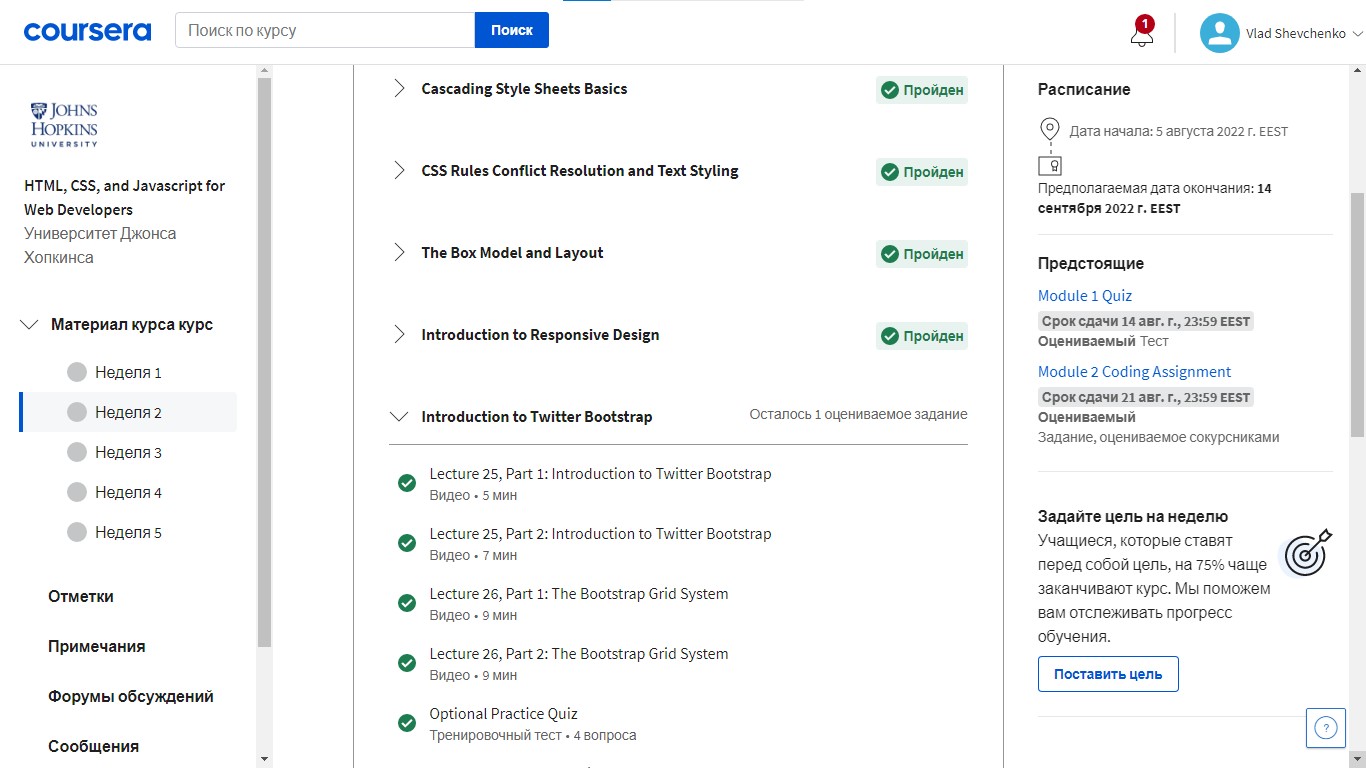 coursera
Поиск по курсу
Поиск
1
Vlad Shevchenko
JOHNS
HOPKINS
UNIVERSITY
HTML, CSS, and Javascript for
Web Developers
Университет Джонса
Хопкинса
Материал курса курс
Неделя 1
Неделя 2
Неделя 3
Неделя 4
Неделя 5
Отметки
Примечания
Форумы обсуждений
Сообщения
Cascading Style Sheets Basics
Пройден
CSS Rules Conflict Resolution and Text Styling
Пройден
The Box Model and Layout
Пройден
Introduction to Responsive Design
Пройден
Introduction to Twitter Bootstrap
Осталось 1 оцениваемое задание
Lecture 25, Part 1: Introduction to Twitter Bootstrap
Видео • 5 мин
Lecture 25, Part 2: Introduction to Twitter Bootstrap
Видео • 7 мин
Lecture 26, Part 1: The Bootstrap Grid System
Видео • 9 мин
Lecture 26, Part 2: The Bootstrap Grid System
Видео • 9 мин
Optional Practice Quiz
Тренировочный тест • 4 вопроса
Расписание
Дата начала: 5 августа 2022 г. EEST
Предполагаемая дата окончания: 14
сентября 2022 г. EEST
Предстоящие
Module 1 Quiz
Срок сдачи 14 авг. г., 23:59 EEST
Оцениваемый Тест
Module 2 Coding Assignment
Срок сдачи 21 авг. г., 23:59 EEST
Оцениваемый
Задание, оцениваемое сокурсниками
Задайте цель на неделю
Учащиеся, которые ставят
перед собой цель, на 75% чаще
заканчивают курс. Мы поможем
вам отслеживать прогресс
обучения.
Поставить цель
?